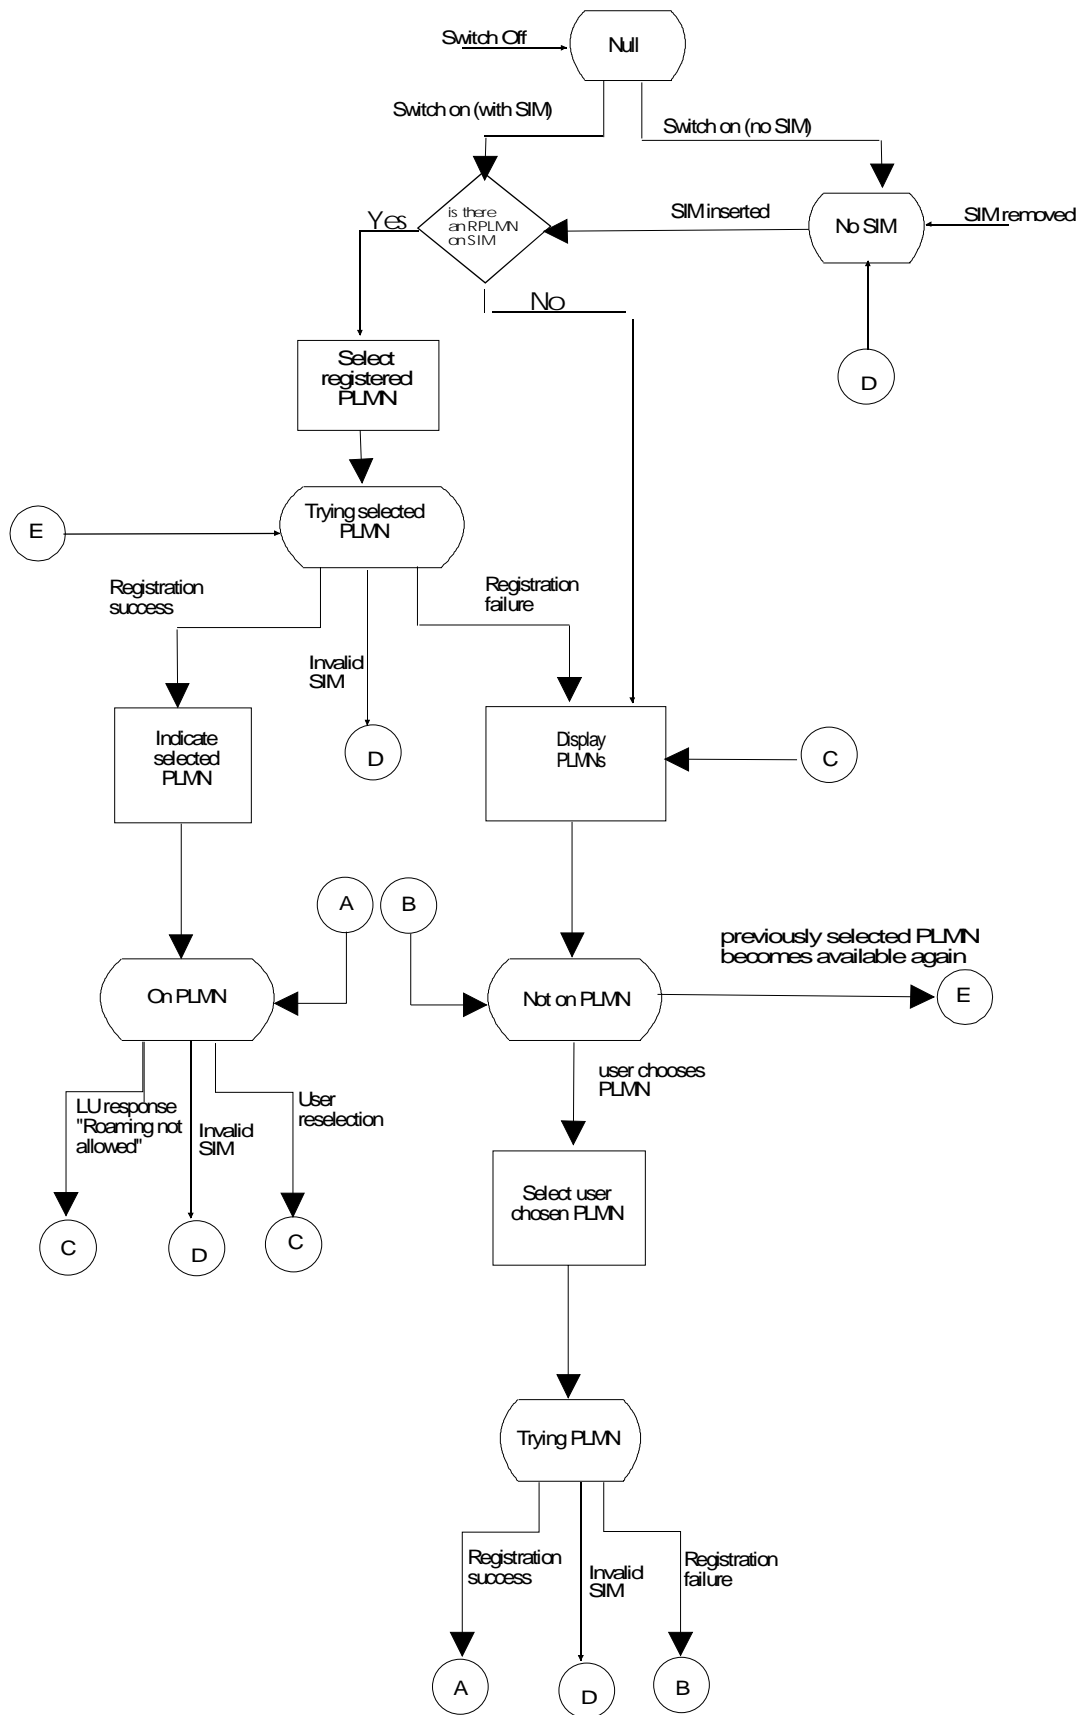 Switch Off
Null
Switch on (with SIM)
Switch on (no SIM)
Yes
is there
an RPLMN
on SIM
SIM inserted
No SIM
SIM removed
No
Select
registered
PLMN
D
Trying selected
PLMN
E
Registration
success
Registration
failure
Invalid
SIM
Indicate
selected
PLMN
D
Display
PLMNs
C
A
B
previously selected PLMN
becomes available again
On PLMN
Not on PLMN
E
user chooses
PLMN
LU response
"Roaming not
allowed"
Invalid
SIM
User
reselection
Select user
chosen PLMN
C
D
C
Trying PLMN
Registration
success
Invalid
SIM
Registration
failure
A
D
B